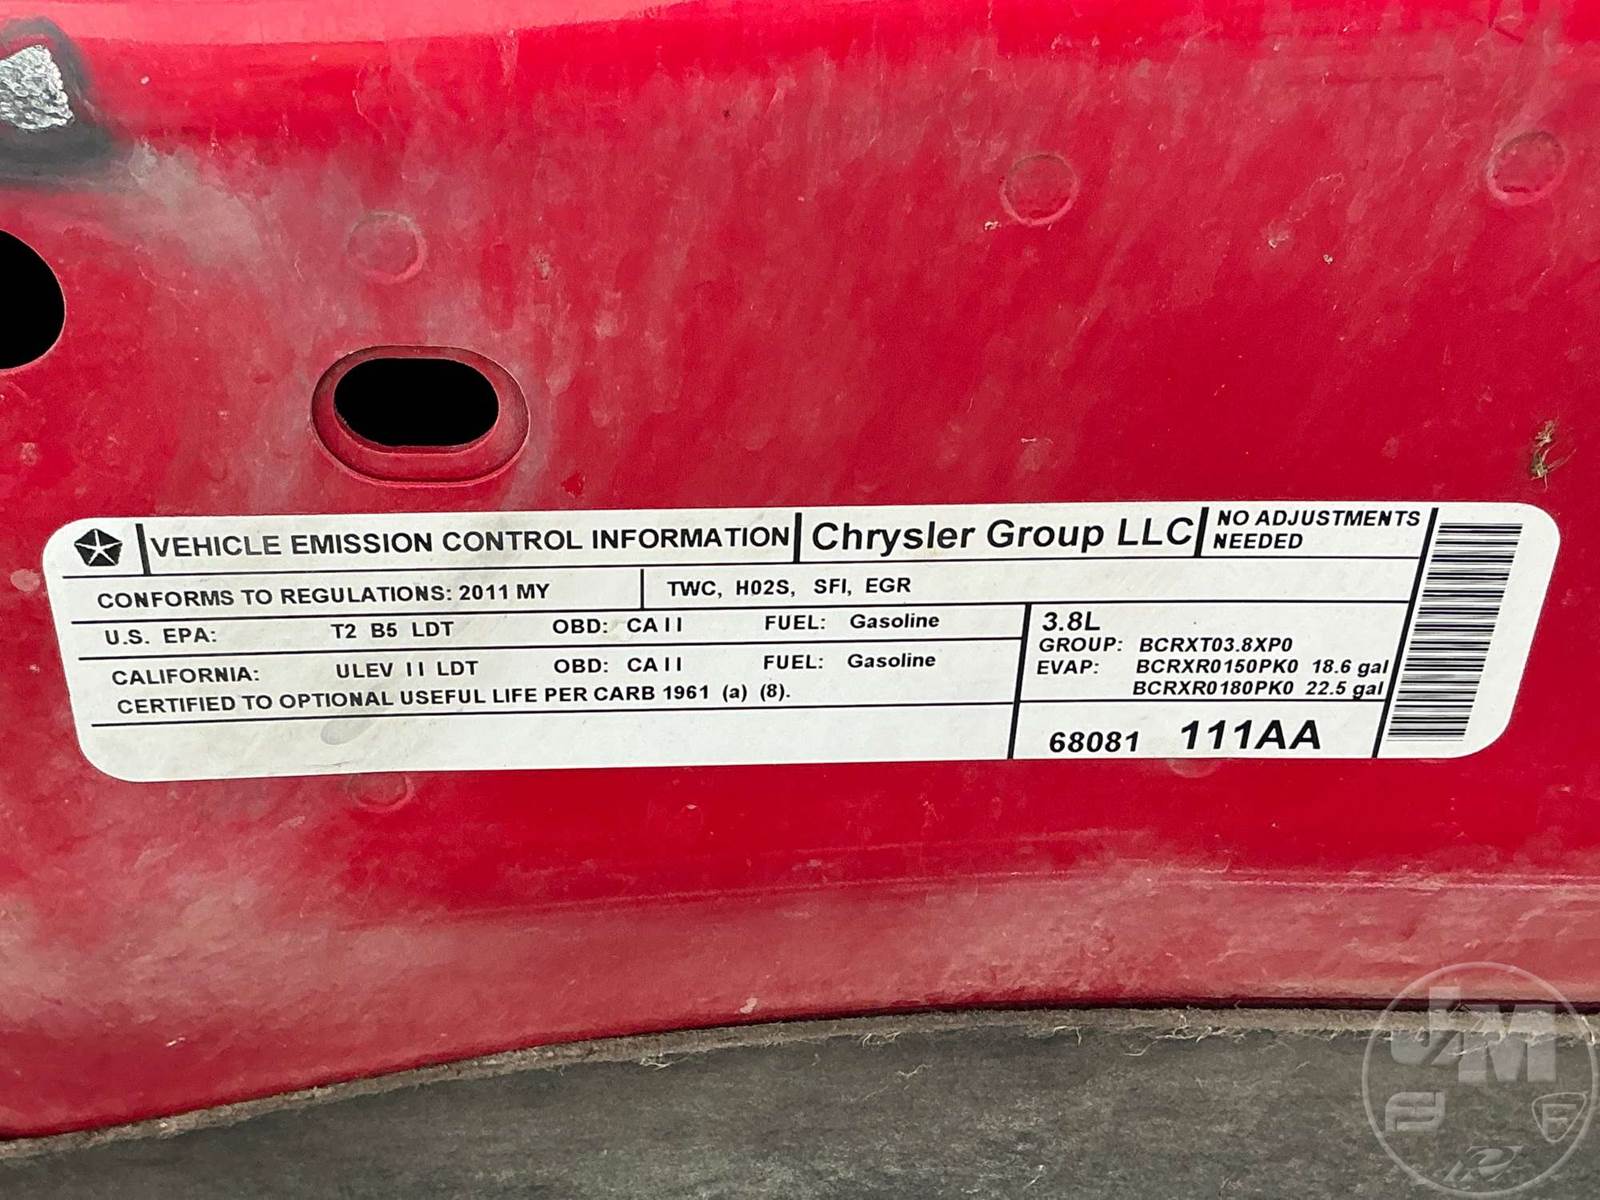 VEHICLE EMISSION CONTROL INFORMATION Chrysler Group LLC NO ADJUSTMENTS
NEEDED
CONFORMS TO REGULATIONS: 2011 MY TWC, H02S, SFI, EGR
U.S. EPA: T2 B5 LDT OBD: CA II FUEL: Gasoline
CALIFORNIA: ULEV II LDT OBD: CA II FUEL: Gasoline
CERTIFIED TO OPTIONAL USEFUL LIFE PER CARB 1961 (a) (8).
3.8L
GROUP: BCRXT03.8XP0
EVAP: BCRXR0150PK0 18.6 gal
BCRXR0180PK0 22.5 gal
68081 111AA
J/M